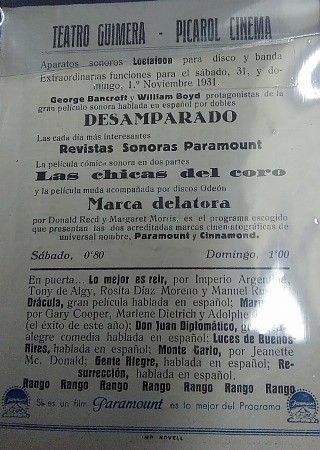 TEATRO GUIMERA - PICAROL CINEMA
Aparatos sonoros Loetafoon para disco y banda
Extraordinarias funciones para el sábado, 31, y do-
mingo, 1.º Noviembre 1931.
George Bancroft y William Boyd protagonistas de la
gran película sonora hablada en español por dobles
DESAMPARADO
Las cada día más interesantes
Revistas Sonoras Paramount
La película cómica sonora en dos partes
Las chicas del coro
y la película muda acompañada por discos Odeón
Marca delatora
por Donald Reed y Margaret Morris, es el programa escogido
que presentan las dos acreditadas marcas cinematográficas de
universal nombre, Paramount y Cinnamond.
Sábado, 0'80 Domingo, 1'00
En puerta... Lo mejor es reir, por Imperio Argentina,
Tony de Algy, Rosita Díaz Moreno y Manuel
Drácula, gran película hablada en español;
por Gary Cooper, Marlene Dietrich y Adolphe
(el éxito de este año); Don Juan Diplomático,
alegre comedia hablada en español; Luces de Buenos
Aires, hablada en español; Monte Carlo, por Jeanette
Mc. Donald; Gente Alegre, hablada en español; Re-
surrección, hablada en español.
Rango Rango Rango Rango Rango Rango Rango
Si es un film Paramount es lo mejor del Programa
IMP. NOVELL